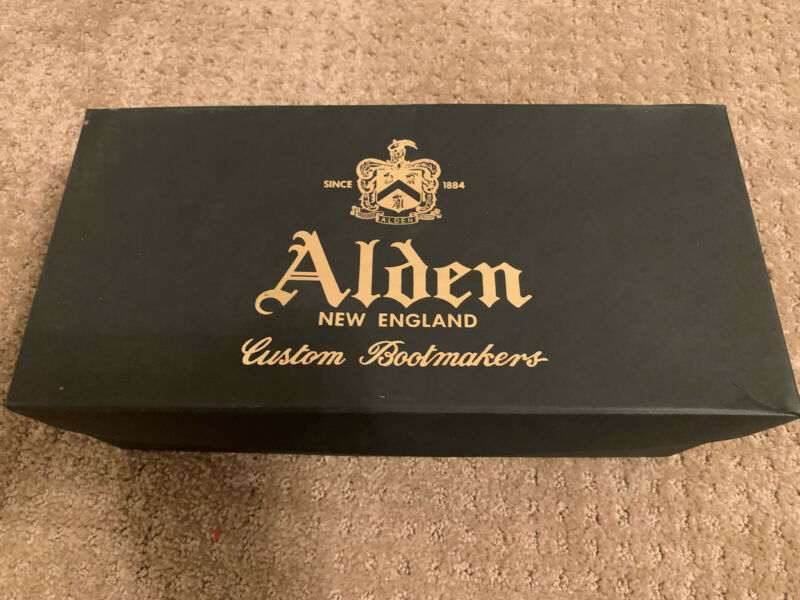 SINCE 1884
ALDEN
Alden
NEW ENGLAND
Custom Bootmakers